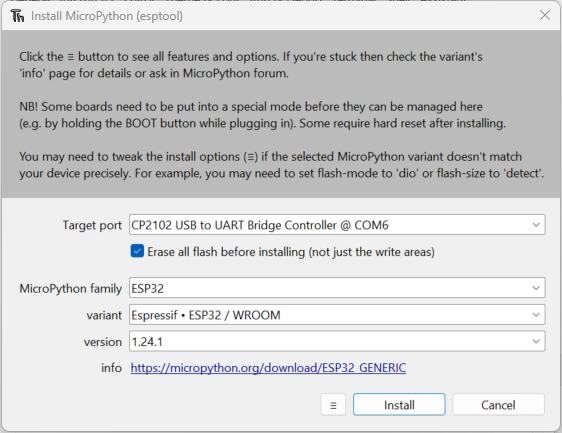 Install MicroPython (esptool)
Click the ≡ button to see all features and options. If you're stuck then check the variant's
'info' page for details or ask in MicroPython forum.
NB! Some boards need to be put into a special mode before they can be managed here
(e.g. by holding the BOOT button while plugging in). Some require hard reset after installing.
You may need to tweak the install options (≡) if the selected MicroPython variant doesn't match
your device precisely. For example, you may need to set flash-mode to 'dio' or flash-size to 'detect'.
Target port CP2102 USB to UART Bridge Controller @ COM6
Erase all flash before installing (not just the write areas)
MicroPython family ESP32
variant Espressif • ESP32 / WROOM
version 1.24.1
info https://micropython.org/download/ESP32_GENERIC
≡ Install Cancel